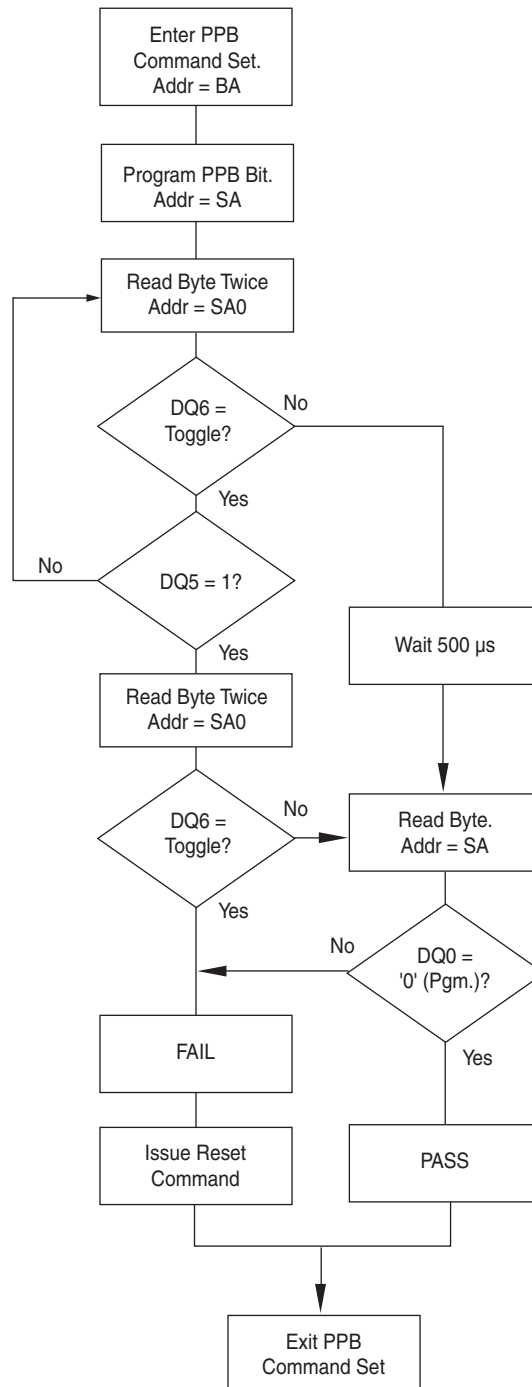 Enter PPB
Command Set.
Addr = BA
Program PPB Bit.
Addr = SA
Read Byte Twice
Addr = SA0
DQ6 =
Toggle?
No
Yes
DQ5 = 1?
No
Yes
Wait 500 µs
Read Byte Twice
Addr = SA0
DQ6 =
Toggle?
No
Yes
Read Byte.
Addr = SA
DQ0 =
'0' (Pgm.)?
No
Yes
FAIL
Issue Reset
Command
PASS
Exit PPB
Command Set